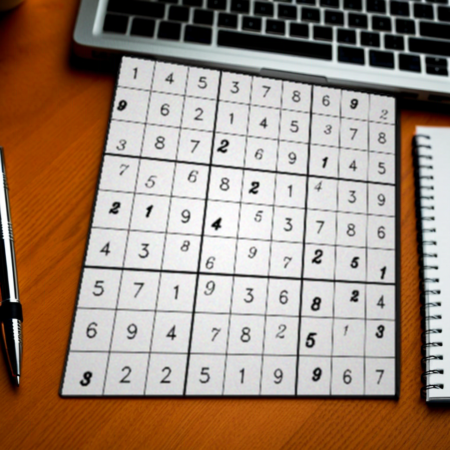 1 4 5 3 7 8 6 9 2
9 6 2 1 4 5 3 7 8
3 8 7 2 6 9 1 4 5
7 5 6 8 2 1 4 3 9
2 1 9 4 5 3 7 8 6
4 3 8 6 9 7 2 5 1
5 7 1 9 3 6 8 2 4
6 9 4 7 8 2 5 1 3
3 2 2 5 1 9 9 6 7